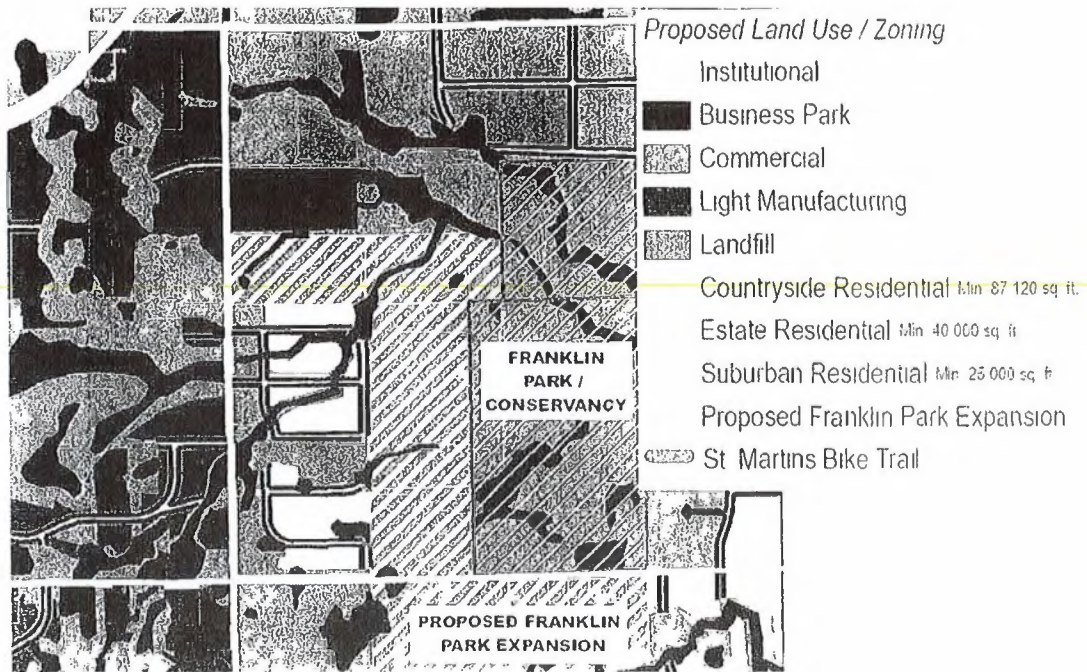 Proposed Land Use / Zoning
Institutional
Business Park
Commercial
Light Manufacturing
Landfill
Countryside Residential Min 87 120 sq ft.
Estate Residential Min 40 000 sq ft
Suburban Residential Min 25 000 sq ft
Proposed Franklin Park Expansion
St Martins Bike Trail
FRANKLIN
PARK /
CONSERVANCY
PROPOSED FRANKLIN
PARK EXPANSION